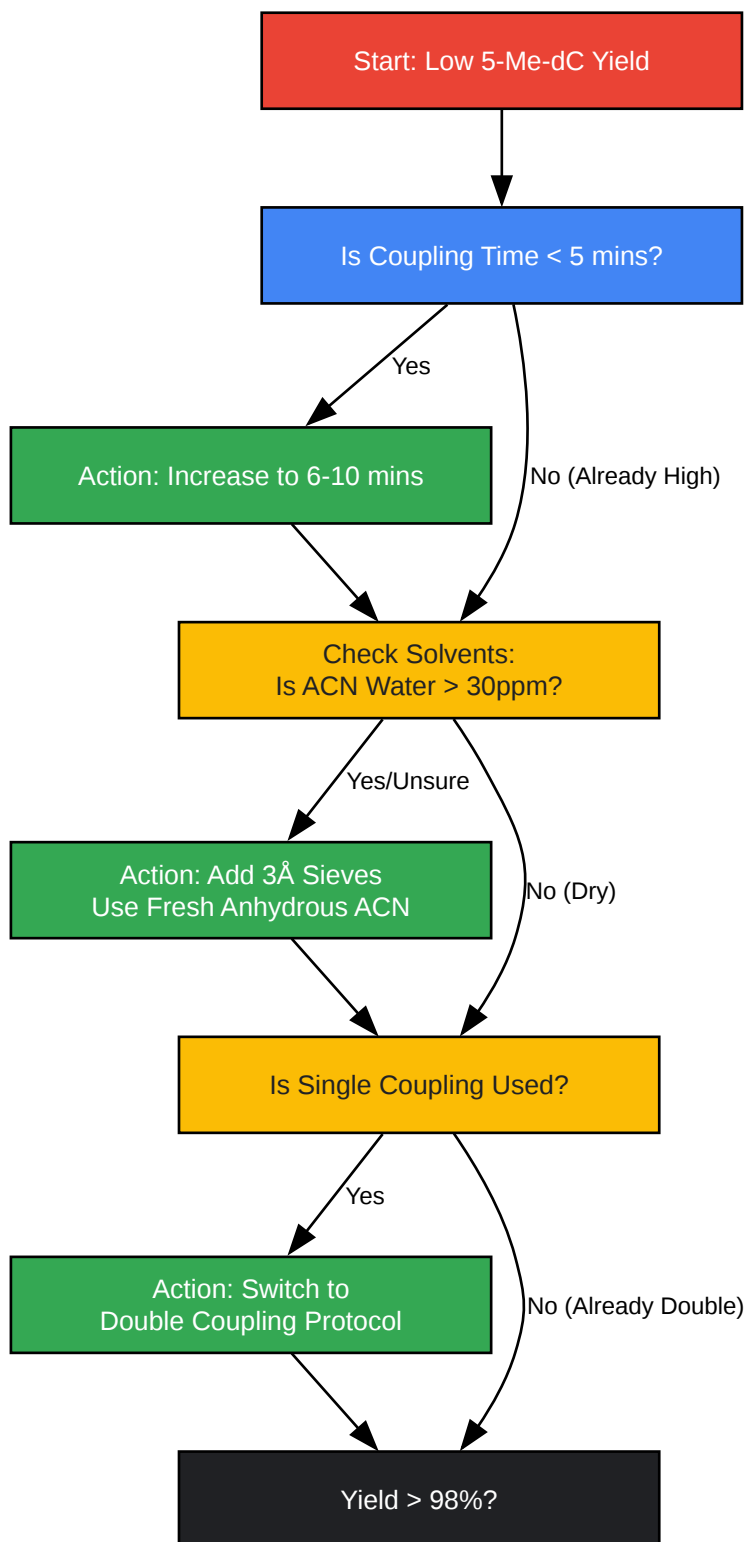 Start: Low 5-Me-dC Yield
Is Coupling Time < 5 mins?
Yes
Action: Increase to 6-10 mins
No (Already High)
Check Solvents:
Is ACN Water > 30ppm?
Yes/Unsure
Action: Add 3Å Sieves
Use Fresh Anhydrous ACN
No (Dry)
Is Single Coupling Used?
Yes
Action: Switch to
Double Coupling Protocol
No (Already Double)
Yield > 98%?